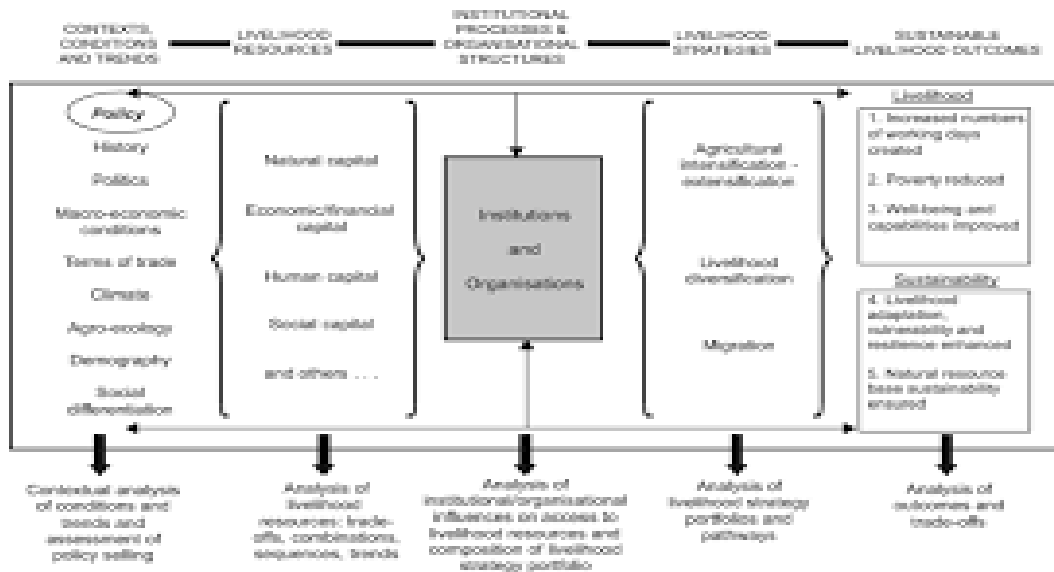 CONTEXTS,
CONDITIONS
AND TRENDS
LIVELIHOOD
RESOURCES
INSTITUTIONAL
PROCESSES &
ORGANISATIONAL
STRUCTURES
LIVELIHOOD
STRATEGIES
SUSTAINABLE
LIVELIHOOD OUTCOMES
Policy
History
Politics
Macro-economic
conditions
Terms of trade
Climate
Agro-ecology
Demography
Social
differentiation
Natural capital
Economic/financial
capital
Human capital
Social capital
and others . . .
Institutions
and
Organisations
Agricultural
intensification -
extensification
Livelihood
diversification
Migration
Livelihood
1. Increased numbers
of working days
created
2. Poverty reduced
3. Well-being and
capabilities improved
Sustainability
4. Livelihood
adaptation,
vulnerability and
resilience enhanced
5. Natural resource
base sustainability
ensured
Contextual analysis
of conditions and
trends and
assessment of
policy selling
Analysis of
livelihood
resources: trade-
offs, combinations,
sequences, trends
Analysis of
institutional/organisational
influences on access to
livelihood resources and
composition of livelihood
strategy portfolio
Analysis of
livelihood strategy
portfolios and
pathways
Analysis of
outcomes and
trade-offs